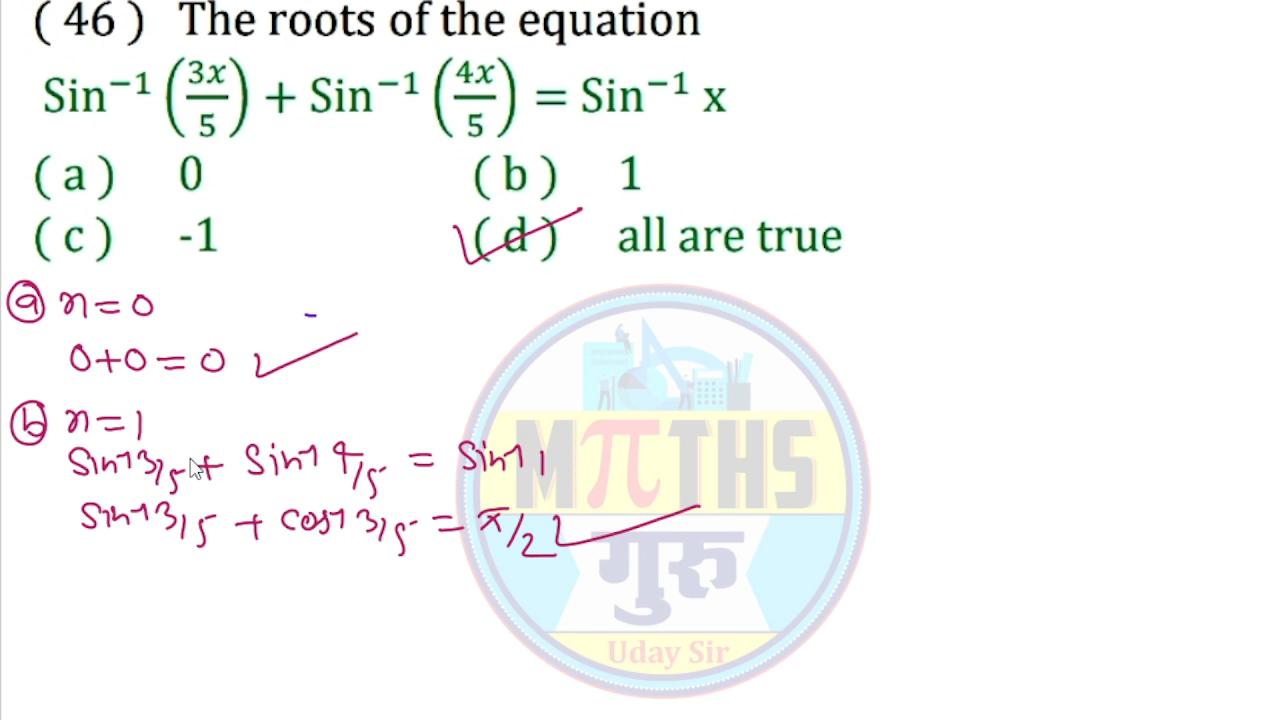 ( 46 ) The roots of the equation
Sin⁻¹ (3x/5) + Sin⁻¹ (4x/5) = Sin⁻¹ x
( a ) 0 ( b ) 1
( c ) -1 ( d ) all are true
ⓐ x = 0
0+0 = 0
ⓑ x = 1
sin⁻¹ 3/5 + sin⁻¹ 4/5 = sin⁻¹ 1
sin⁻¹ 3/5 + cos⁻¹ 3/5 = π/2
MπTHS
गुरु
Uday Sir